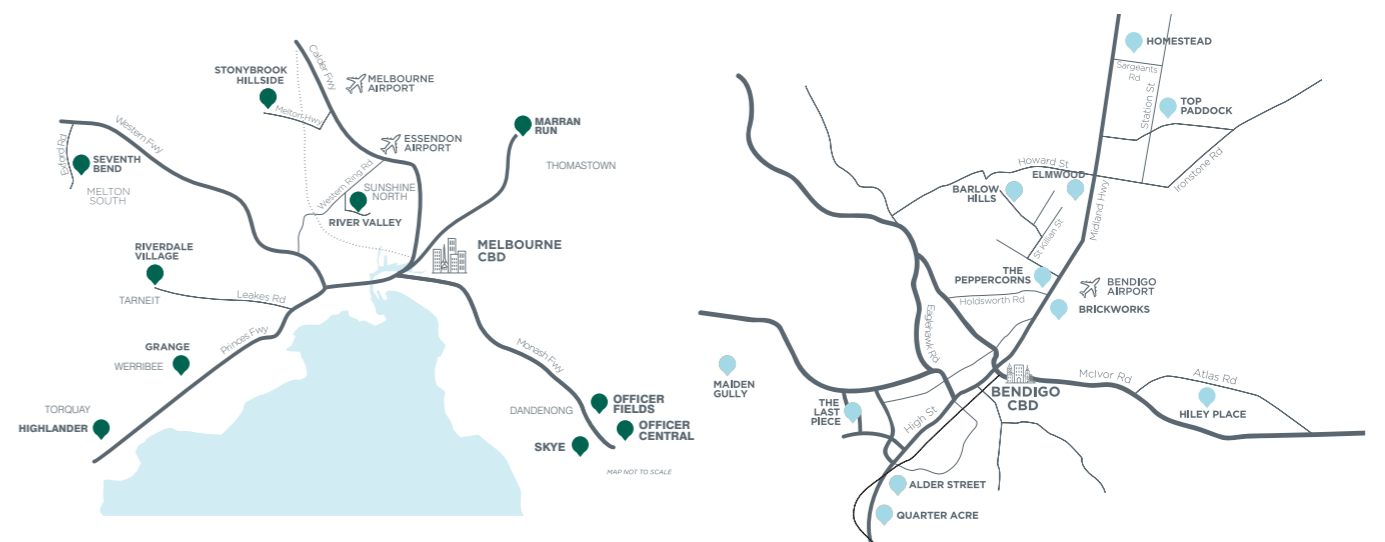 STONYBROOK
HILLSIDE
Calder Fwy
MELBOURNE
AIRPORT
Melton Hwy
Western Fwy
Exford Rd
SEVENTH
BEND
MELTON
SOUTH
ESSENDON
AIRPORT
MARRAN
RUN
THOMASTOWN
Western Ring Rd
SUNSHINE
NORTH
RIVER VALLEY
RIVERDALE
VILLAGE
TARNEIT
Leakes Rd
MELBOURNE
CBD
Princes Fwy
GRANGE
WERRIBEE
TORQUAY
HIGHLANDER
Monash Fwy
DANDENONG
OFFICER
FIELDS
OFFICER
CENTRAL
SKYE
MAP NOT TO SCALE
HOMESTEAD
Sargeants
Rd
Station St
TOP
PADDOCK
Howard St
ELMWOOD
Ironstone Rd
BARLOW
HILLS
Midland Hwy
St Killian St
THE
PEPPERCORNS
BENDIGO
AIRPORT
Holdsworth Rd
BRICKWORKS
Eaglehawk Rd
MAIDEN
GULLY
BENDIGO
CBD
McIvor Rd
Atlas Rd
HILEY PLACE
THE
LAST
PIECE
High St
ALDER STREET
QUARTER ACRE